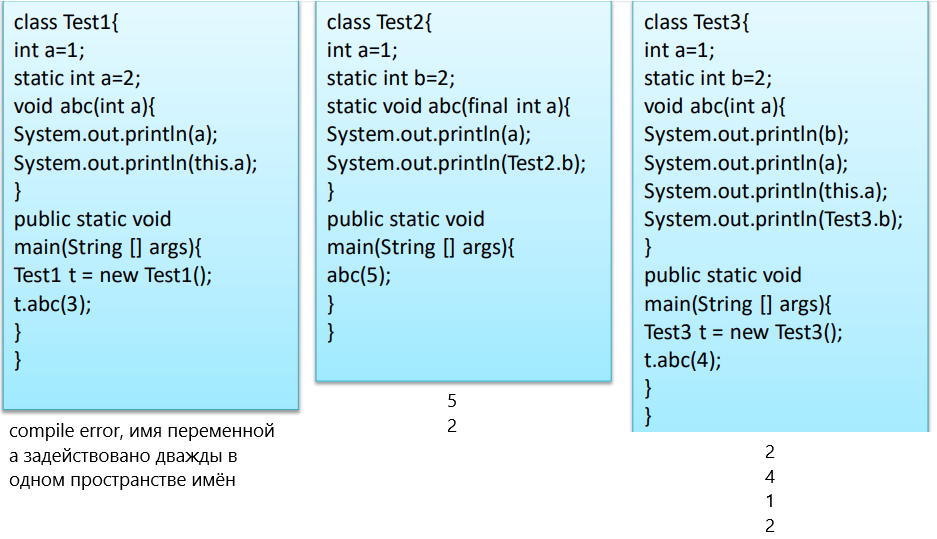 class Test1{
int a=1;
static int a=2;
void abc(int a){
System.out.println(a);
System.out.println(this.a);
}
public static void
main(String [] args){
Test1 t = new Test1();
t.abc(3);
}
}
compile error, имя переменной
а задействовано дважды в
одном пространстве имён
class Test2{
int a=1;
static int b=2;
static void abc(final int a){
System.out.println(a);
System.out.println(Test2.b);
}
public static void
main(String [] args){
abc(5);
}
}
5
2
class Test3{
int a=1;
static int b=2;
void abc(int a){
System.out.println(b);
System.out.println(a);
System.out.println(this.a);
System.out.println(Test3.b);
}
public static void
main(String [] args){
Test3 t = new Test3();
t.abc(4);
}
}
2
4
1
2